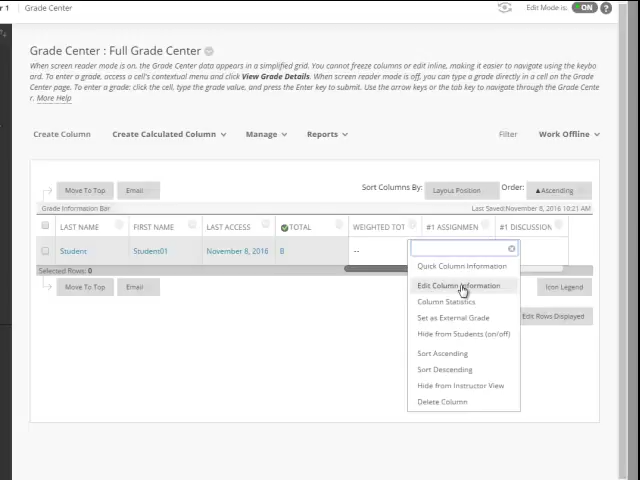 r 1 Grade Center Edit Mode is: ON ?
Grade Center : Full Grade Center
When screen reader mode is on, the Grade Center data appears in a simplified grid. You cannot freeze columns or edit inline, making it easier to navigate using the keybo
ard. To enter a grade, access a cell's contextual menu and click View Grade Details. When screen reader mode is off, you can type a grade directly in a cell on the Grade
Center page. To enter a grade: click the cell, type the grade value, and press the Enter key to submit. Use the arrow keys or the tab key to navigate through the Grade Cente
r. More Help
Create Column Create Calculated Column Manage Reports Filter Work Offline
Move To Top Email Sort Columns By: Layout Position Order: Ascending
Grade Information Bar Last Saved:November 8, 2016 10:21 AM
LAST NAME FIRST NAME LAST ACCESS TOTAL WEIGHTED TOT #1 ASSIGNMEN #1 DISCUSSION
Student Student01 November 8, 2016 B --
Selected Rows: 0
Move To Top Email Icon Legend
Edit Rows Displayed
Quick Column Information
Edit Column Information
Column Statistics
Set as External Grade
Hide from Students (on/off)
Sort Ascending
Sort Descending
Hide from Instructor View
Delete Column